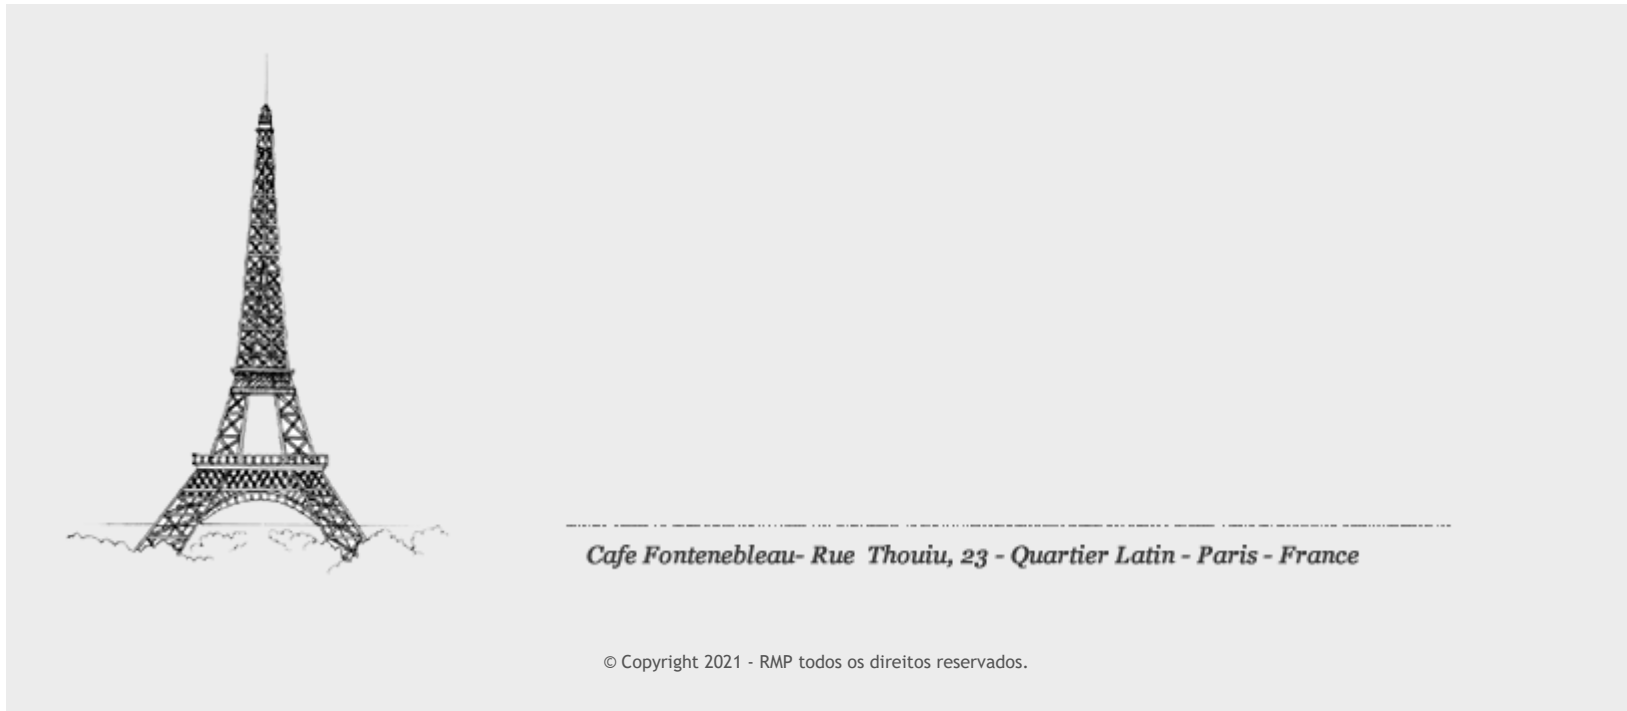 Cafe Fontenebleau- Rue Thouiu, 23 - Quartier Latin - Paris - France
© Copyright 2021 - RMP todos os direitos reservados.